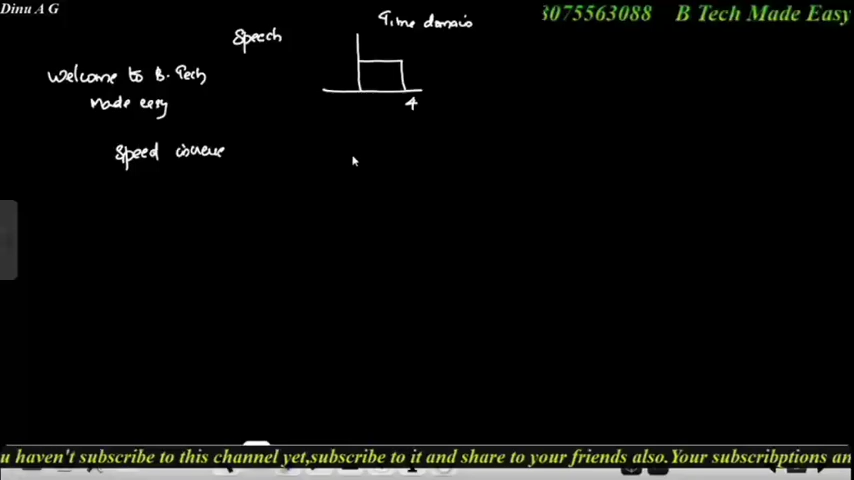 Dinu A G
3075563088 B Tech Made Easy
Time domain
Speech
Welcome to B. Tech
made easy
4
Speed
u haven't subscribe to this channel yet,subscribe to it and share to your friends also.Your subscribptions an